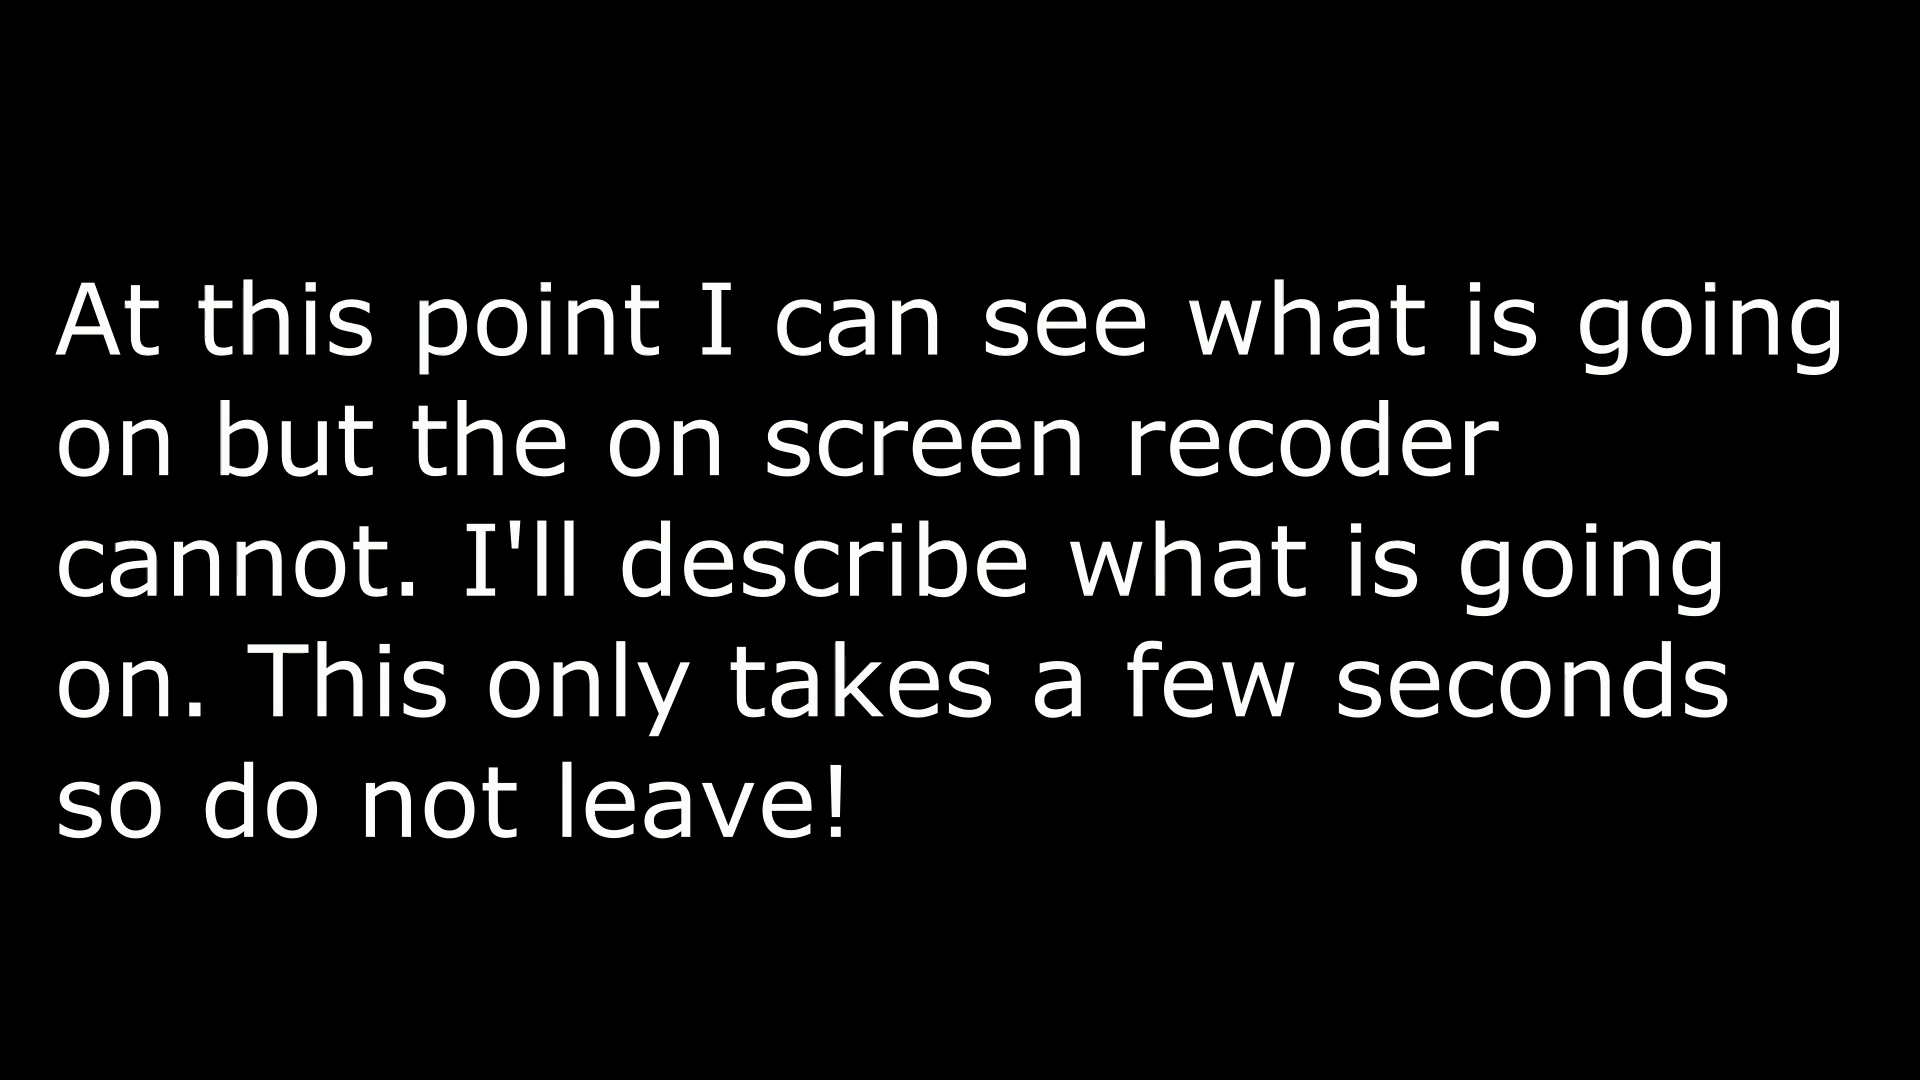 At this point I can see what is going
on but the on screen recoder
cannot. I'll describe what is going
on. This only takes a few seconds
so do not leave!